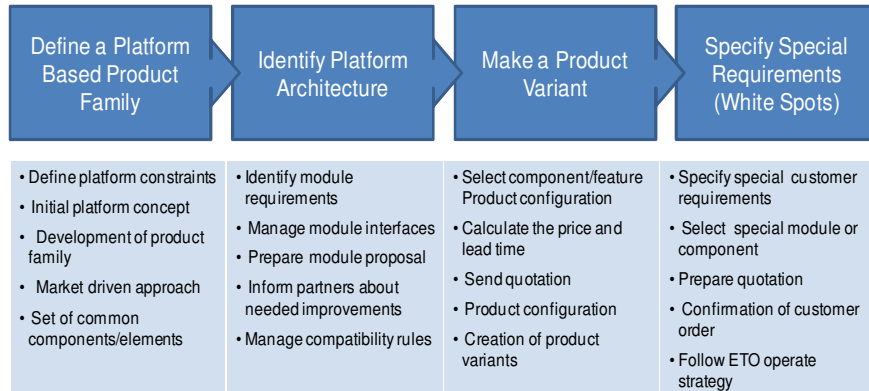 Define a Platform
Based Product
Family
Identify Platform
Architecture
Make a Product
Variant
Specify Special
Requirements
(White Spots)
• Define platform constraints
• Initial platform concept
• Development of product
family
• Market driven approach
• Set of common
components/elements
• Identify module
requirements
• Manage module interfaces
• Prepare module proposal
• Inform partners about
needed improvements
• Manage compatibility rules
• Select component/feature
Product configuration
• Calculate the price and
lead time
• Send quotation
• Product configuration
• Creation of product
variants
• Specify special customer
requirements
• Select special module or
component
• Prepare quotation
• Confirmation of customer
order
• Follow ETO operate
strategy